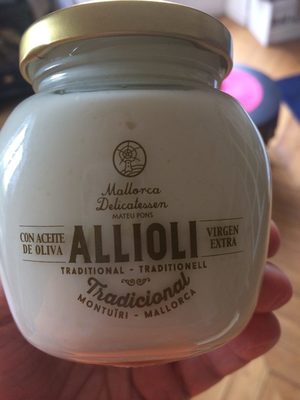 Mallorca
Delicatessen
MATEU PONS
CON ACEITE
DE OLIVA
ALLIOLI
VIRGEN
EXTRA
TRADITIONAL - TRADITIONELL
Tradicional
MONTUÏRI - MALLORCA